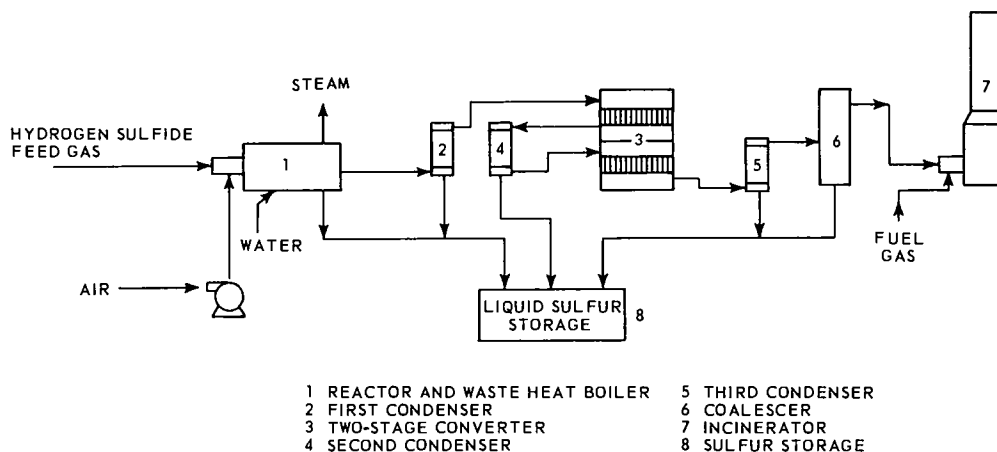 STEAM
HYDROGEN SULFIDE
FEED GAS
1
2
4
3
5
6
7
WATER
AIR
FUEL
GAS
LIQUID SULFUR
STORAGE
8
1 REACTOR AND WASTE HEAT BOILER
2 FIRST CONDENSER
3 TWO-STAGE CONVERTER
4 SECOND CONDENSER
5 THIRD CONDENSER
6 COALESCER
7 INCINERATOR
8 SULFUR STORAGE